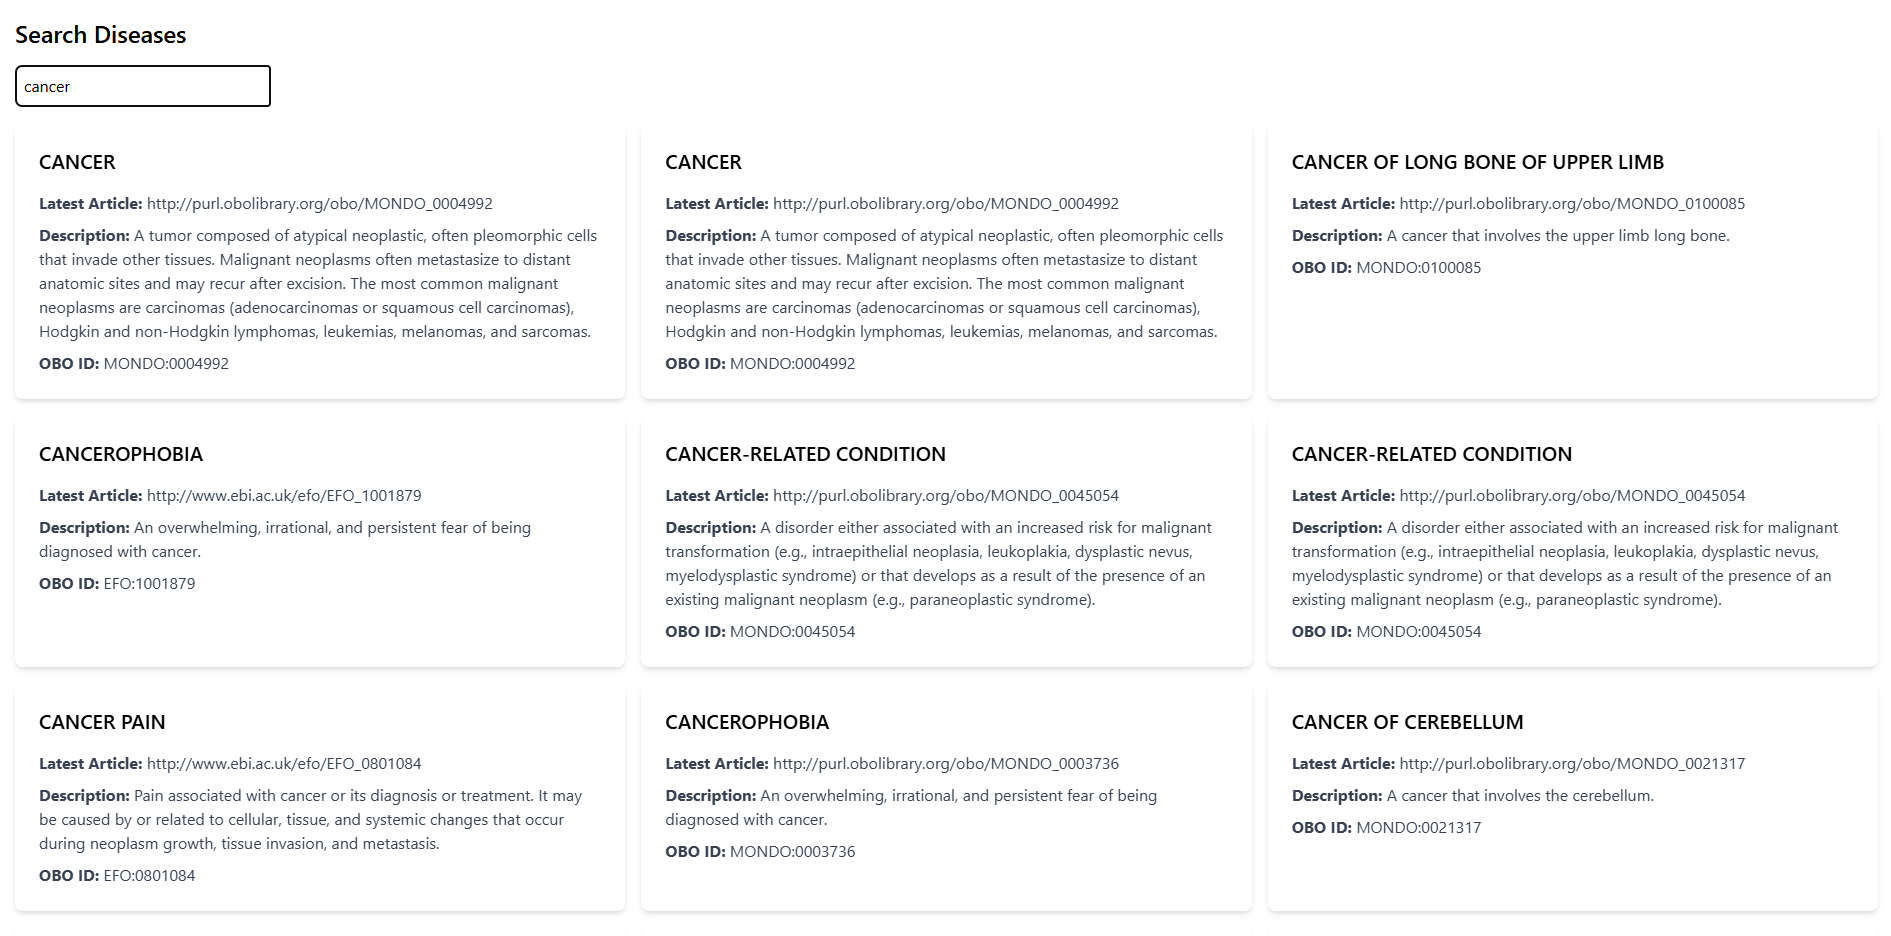 Search Diseases
cancer
CANCER
Latest Article: http://purl.obolibrary.org/obo/MONDO_0004992
Description: A tumor composed of atypical neoplastic, often pleomorphic cells
that invade other tissues. Malignant neoplasms often metastasize to distant
anatomic sites and may recur after excision. The most common malignant
neoplasms are carcinomas (adenocarcinomas or squamous cell carcinomas),
Hodgkin and non-Hodgkin lymphomas, leukemias, melanomas, and sarcomas.
OBO ID: MONDO:0004992
CANCER
Latest Article: http://purl.obolibrary.org/obo/MONDO_0004992
Description: A tumor composed of atypical neoplastic, often pleomorphic cells
that invade other tissues. Malignant neoplasms often metastasize to distant
anatomic sites and may recur after excision. The most common malignant
neoplasms are carcinomas (adenocarcinomas or squamous cell carcinomas),
Hodgkin and non-Hodgkin lymphomas, leukemias, melanomas, and sarcomas.
OBO ID: MONDO:0004992
CANCER OF LONG BONE OF UPPER LIMB
Latest Article: http://purl.obolibrary.org/obo/MONDO_0100085
Description: A cancer that involves the upper limb long bone.
OBO ID: MONDO:0100085
CANCEROPHOBIA
Latest Article: http://www.ebi.ac.uk/efo/EFO_1001879
Description: An overwhelming, irrational, and persistent fear of being
diagnosed with cancer.
OBO ID: EFO:1001879
CANCER-RELATED CONDITION
Latest Article: http://purl.obolibrary.org/obo/MONDO_0045054
Description: A disorder either associated with an increased risk for malignant
transformation (e.g., intraepithelial neoplasia, leukoplakia, dysplastic nevus,
myelodysplastic syndrome) or that develops as a result of the presence of an
existing malignant neoplasm (e.g., paraneoplastic syndrome).
OBO ID: MONDO:0045054
CANCER-RELATED CONDITION
Latest Article: http://purl.obolibrary.org/obo/MONDO_0045054
Description: A disorder either associated with an increased risk for malignant
transformation (e.g., intraepithelial neoplasia, leukoplakia, dysplastic nevus,
myelodysplastic syndrome) or that develops as a result of the presence of an
existing malignant neoplasm (e.g., paraneoplastic syndrome).
OBO ID: MONDO:0045054
CANCER PAIN
Latest Article: http://www.ebi.ac.uk/efo/EFO_0801084
Description: Pain associated with cancer or its diagnosis or treatment. It may
be caused by or related to cellular, tissue, and systemic changes that occur
during neoplasm growth, tissue invasion, and metastasis.
OBO ID: EFO:0801084
CANCEROPHOBIA
Latest Article: http://purl.obolibrary.org/obo/MONDO_0003736
Description: An overwhelming, irrational, and persistent fear of being
diagnosed with cancer.
OBO ID: MONDO:0003736
CANCER OF CEREBELLUM
Latest Article: http://purl.obolibrary.org/obo/MONDO_0021317
Description: A cancer that involves the cerebellum.
OBO ID: MONDO:0021317